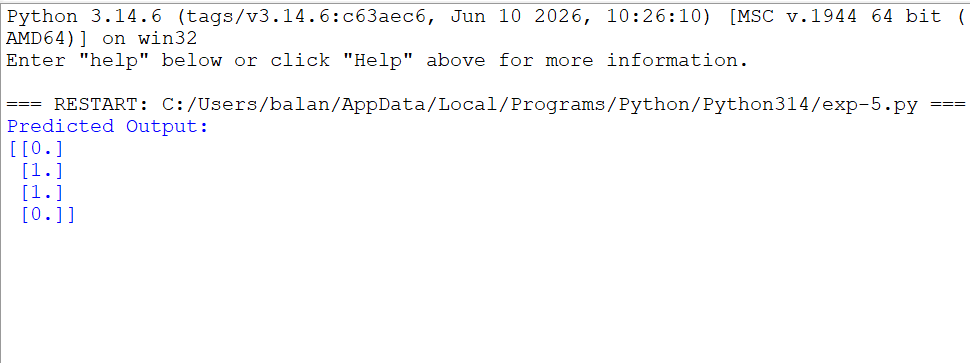 Python 3.14.6 (tags/v3.14.6:c63aec6, Jun 10 2026, 10:26:10) [MSC v.1944 64 bit (
AMD64)] on win32
Enter "help" below or click "Help" above for more information.
=== RESTART: C:/Users/balan/AppData/Local/Programs/Python/Python314/exp-5.py ===
Predicted Output:
[[0.]
 [1.]
 [1.]
 [0.]]